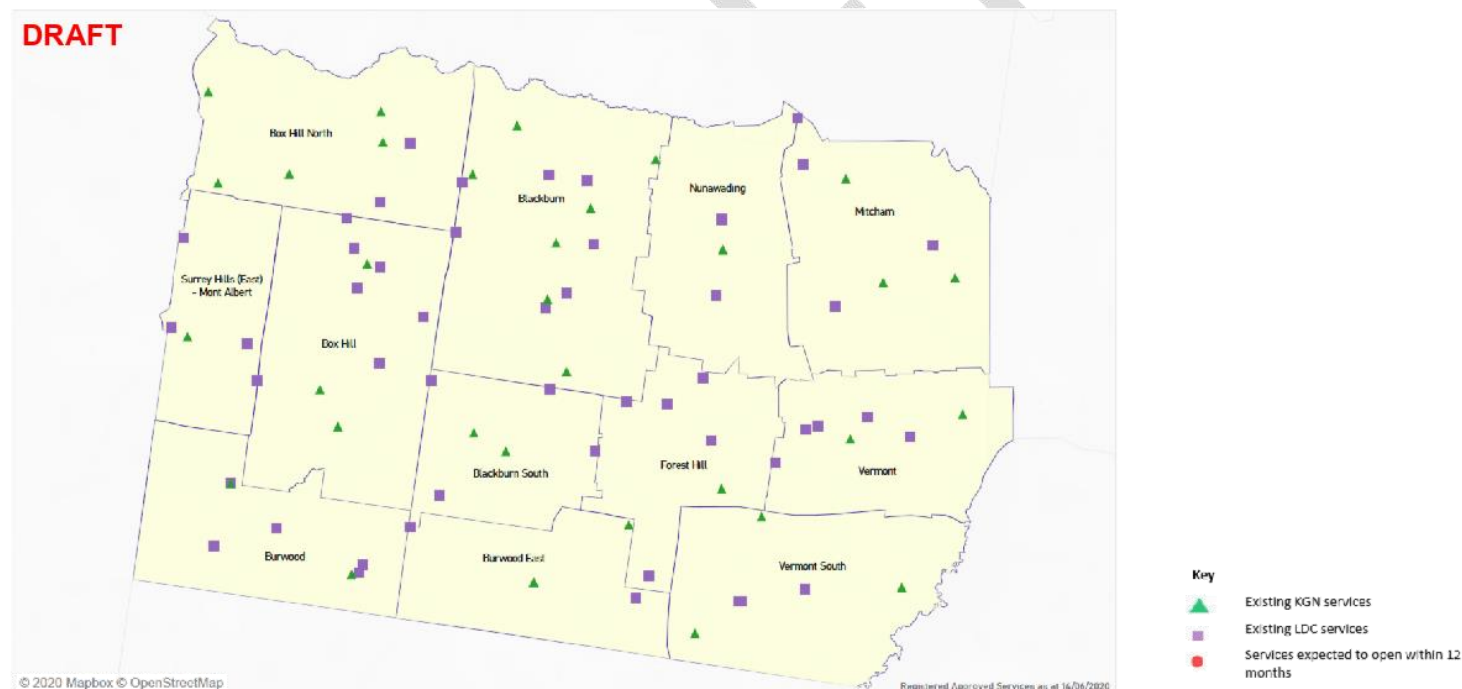 DRAFT
Box Hill North
Blackburn
Nunawading
Mitcham
Surrey Hills (East)
- Mont Albert
Box Hill
Blackburn South
Forest Hill
Vermont
Burwood
Burwood East
Vermont South
Key
Existing KGN services
Existing LDC services
Services expected to open within 12
months
© 2020 Mapbox © OpenStreetMap
Registered Approved Services as at 16/06/2020